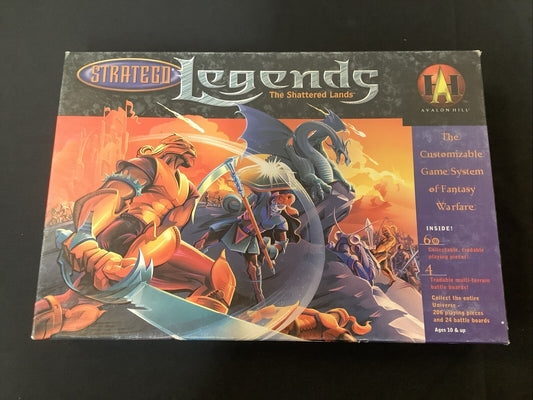 STRATEGO
Legends
The Shattered Lands
AVALON HILL
The
Customizable
Game System
of Fantasy
Warfare
INSIDE!
60
Collectable, tradable
playing pieces!
4
Tradable multi-terrain
battle boards!
Collect the entire
Universe -
206 playing pieces
and 24 battle boards
Ages 10 & up